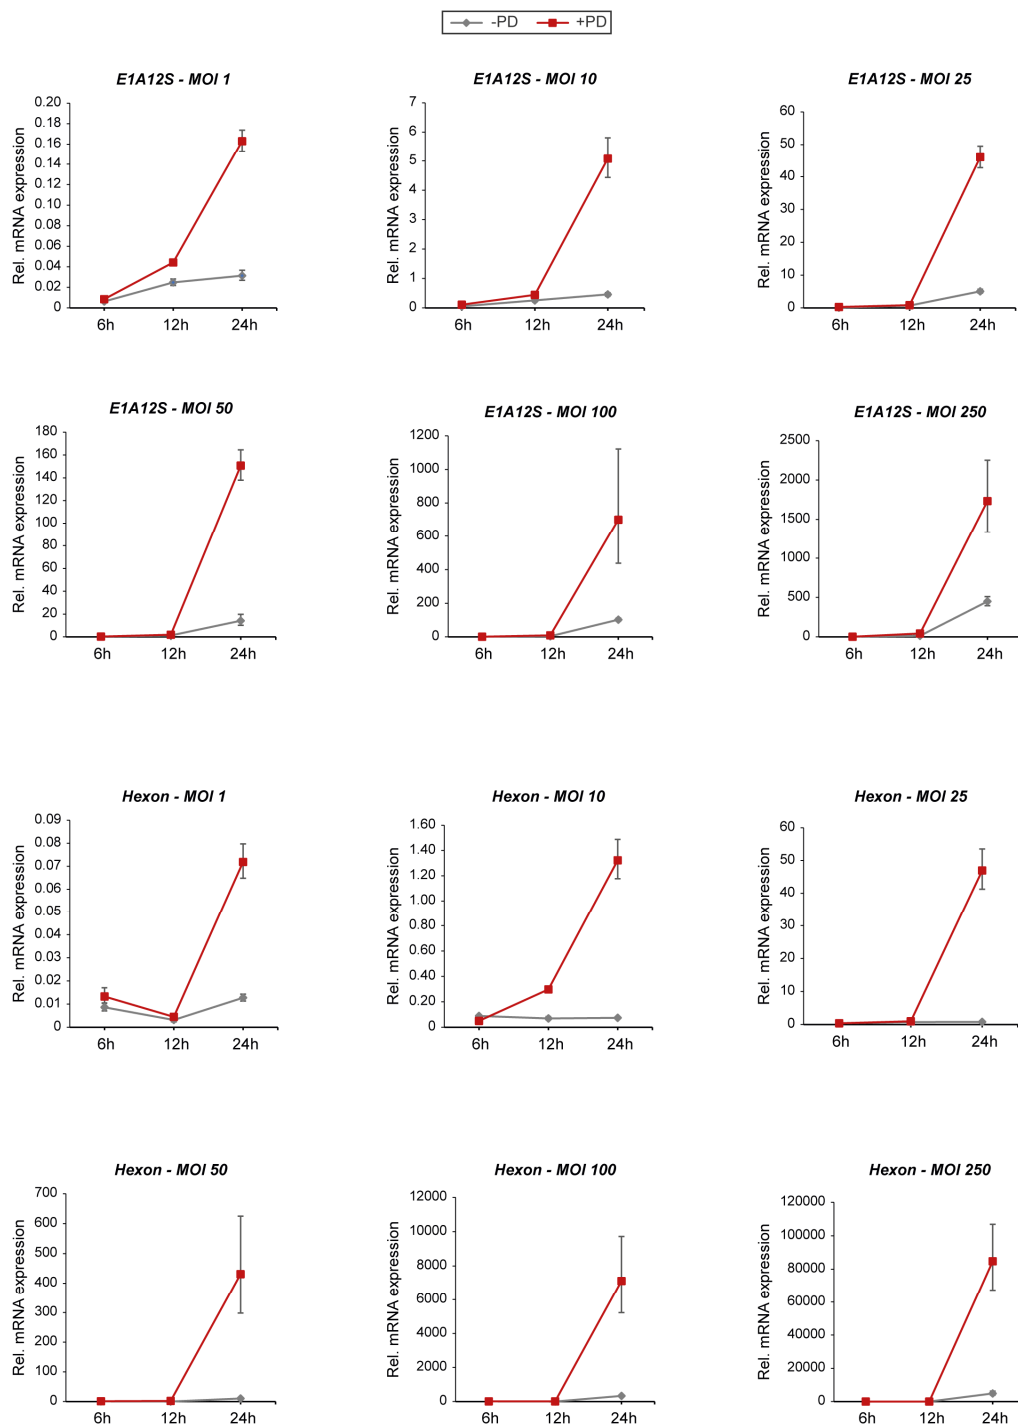 -PD +PD
E1A12S - MOI 1
Rel. mRNA expression
0.20
0.18
0.16
0.14
0.12
0.10
0.08
0.06
0.04
0.02
0
6h 12h 24h
E1A12S - MOI 10
Rel. mRNA expression
7
6
5
4
3
2
1
0
6h 12h 24h
E1A12S - MOI 25
Rel. mRNA expression
60
50
40
30
20
10
0
6h 12h 24h
E1A12S - MOI 50
Rel. mRNA expression
180
160
140
120
100
80
60
40
20
0
6h 12h 24h
E1A12S - MOI 100
Rel. mRNA expression
1200
1000
800
600
400
200
0
6h 12h 24h
E1A12S - MOI 250
Rel. mRNA expression
2500
2000
1500
1000
500
0
6h 12h 24h
Hexon - MOI 1
Rel. mRNA expression
0.09
0.08
0.07
0.06
0.05
0.04
0.03
0.02
0.01
0
6h 12h 24h
Hexon - MOI 10
Rel. mRNA expression
1.60
1.40
1.20
1.00
0.80
0.60
0.40
0.20
0
6h 12h 24h
Hexon - MOI 25
Rel. mRNA expression
60
50
40
30
20
10
0
6h 12h 24h
Hexon - MOI 50
Rel. mRNA expression
700
600
500
400
300
200
100
0
6h 12h 24h
Hexon - MOI 100
Rel. mRNA expression
12000
10000
8000
6000
4000
2000
0
6h 12h 24h
Hexon - MOI 250
Rel. mRNA expression
120000
100000
80000
60000
40000
20000
0
6h 12h 24h